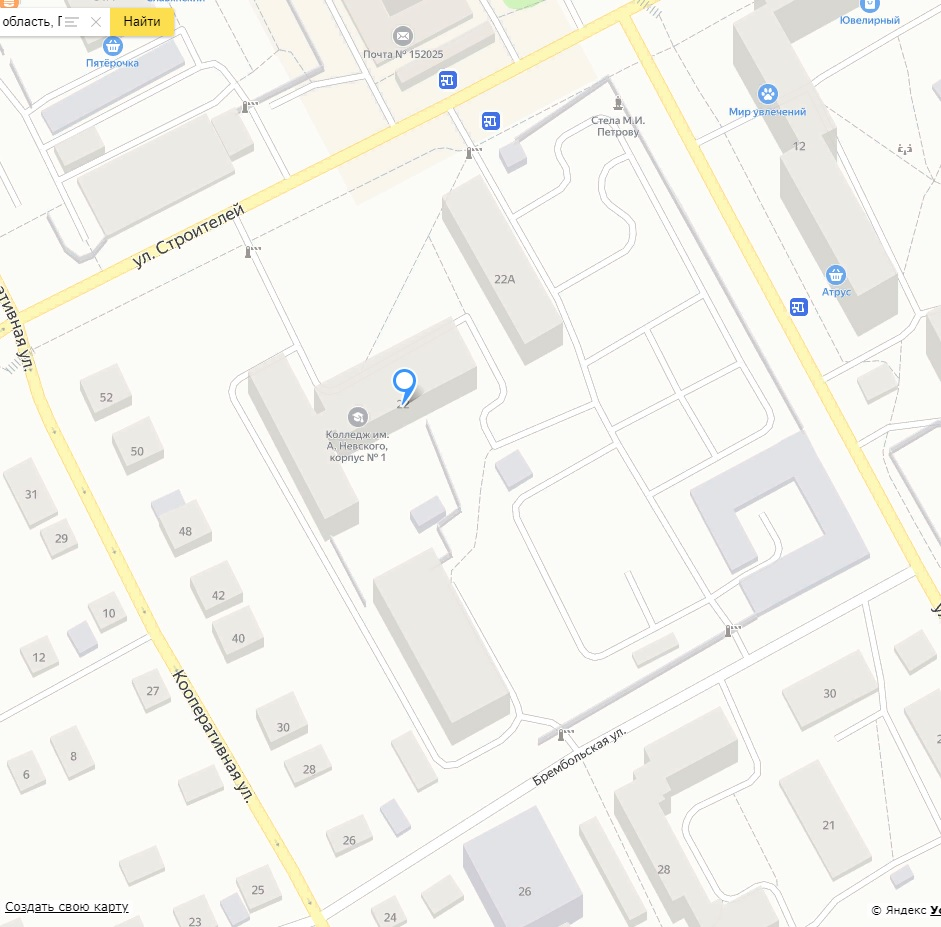 область, Г
Найти
Пятёрочка
Почта № 152025
Ювелирный
Стела М.И.
Петрову
Мир увлечений
12
ул. Строителей
22А
Атрус
ативная ул.
52
22
Колледж им.
А. Невского,
корпус № 1
50
31
48
29
42
10
40
12
27
Кооперативная ул.
30
30
8
6
28
Брембольская ул.
21
26
28
26
25
24
23
Создать свою карту
© Яндекс Ус